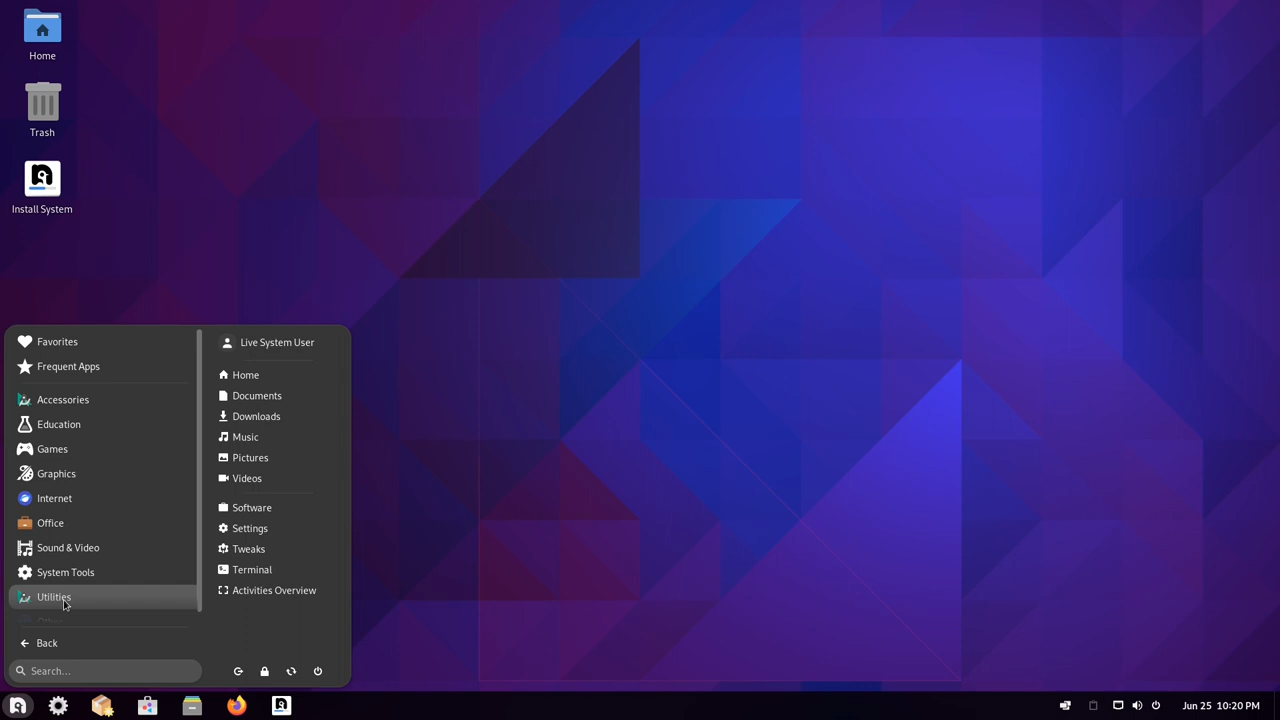 Home
Trash
Install System
Favorites
Frequent Apps
Accessories
Education
Games
Graphics
Internet
Office
Sound & Video
System Tools
Utilities
Other
Back
Search...
Live System User
Home
Documents
Downloads
Music
Pictures
Videos
Software
Settings
Tweaks
Terminal
Activities Overview
Jun 25 10:20 PM